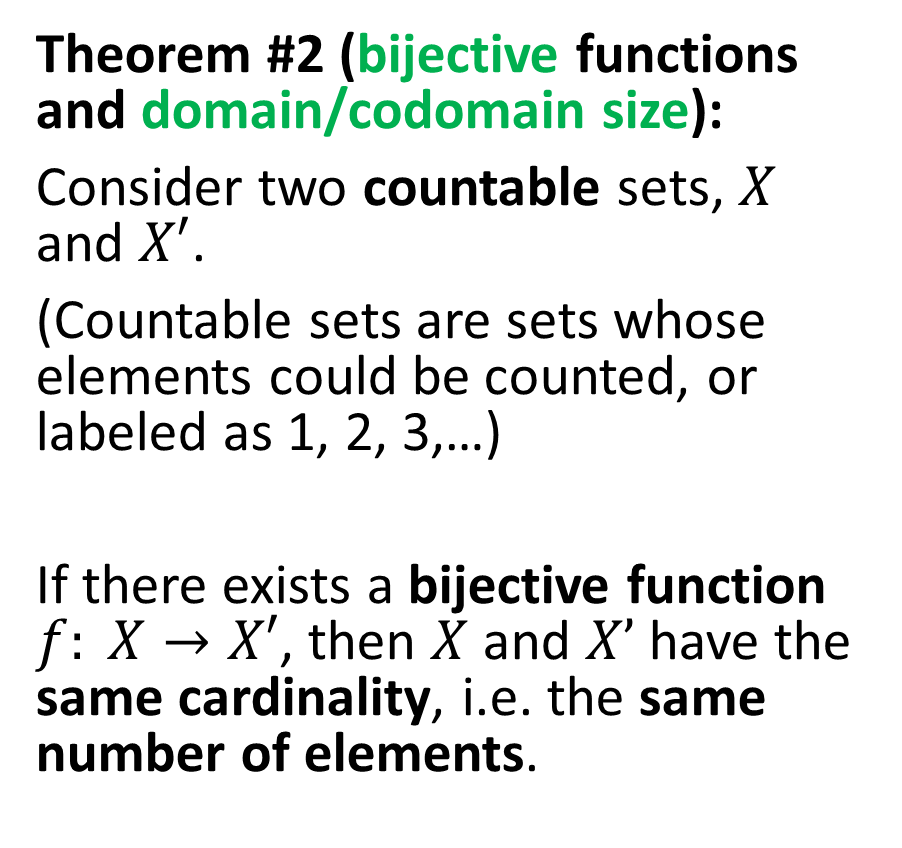 Theorem #2 (bijective functions
and domain/codomain size):
Consider two countable sets, X
and X′.
(Countable sets are sets whose
elements could be counted, or
labeled as 1, 2, 3,...)
If there exists a bijective function
f: X → X′, then X and X’ have the
same cardinality, i.e. the same
number of elements.